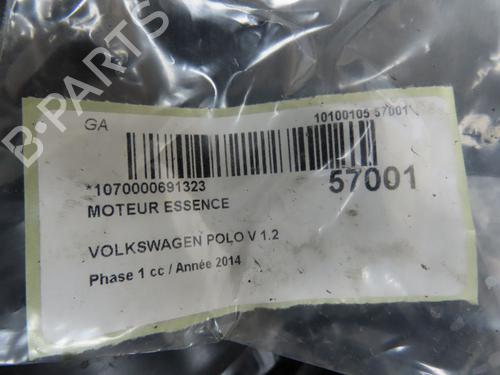 B-PARTS
GA
10100105 57001
*1070000691323
57001
MOTEUR ESSENCE
VOLKSWAGEN POLO V 1.2
Phase 1 cc / Année 2014